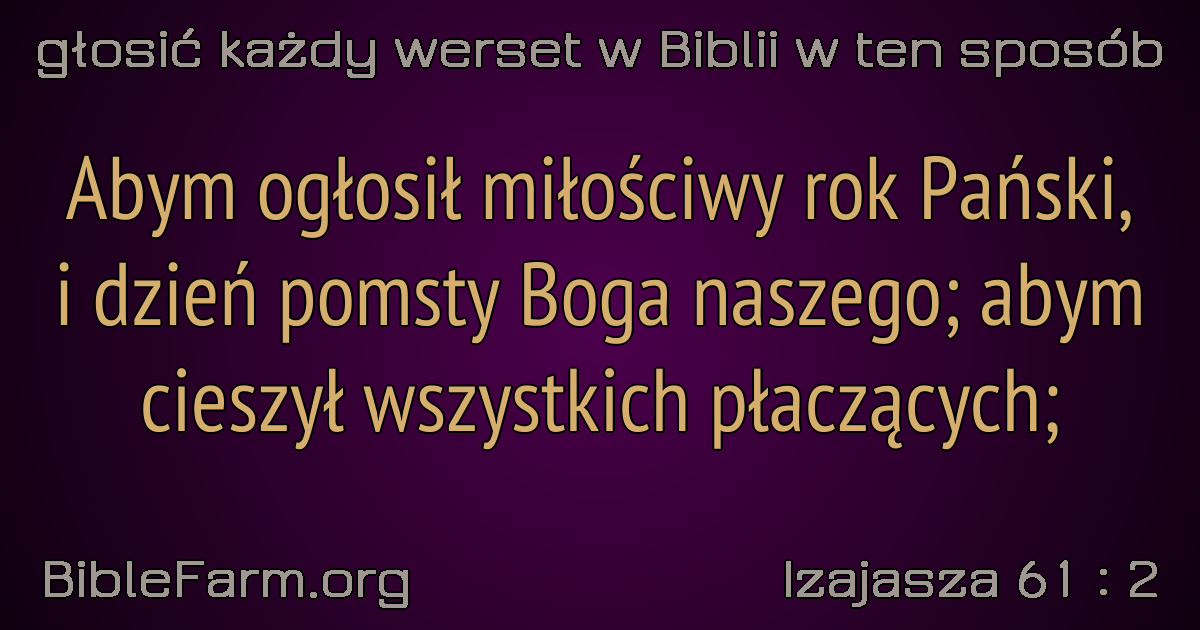 głosić każdy werset w Biblii w ten sposób
Abym ogłosił miłościwy rok Pański,
i dzień pomsty Boga naszego; abym
cieszył wszystkich płaczących;
BibleFarm.org
Izajasza 61 : 2